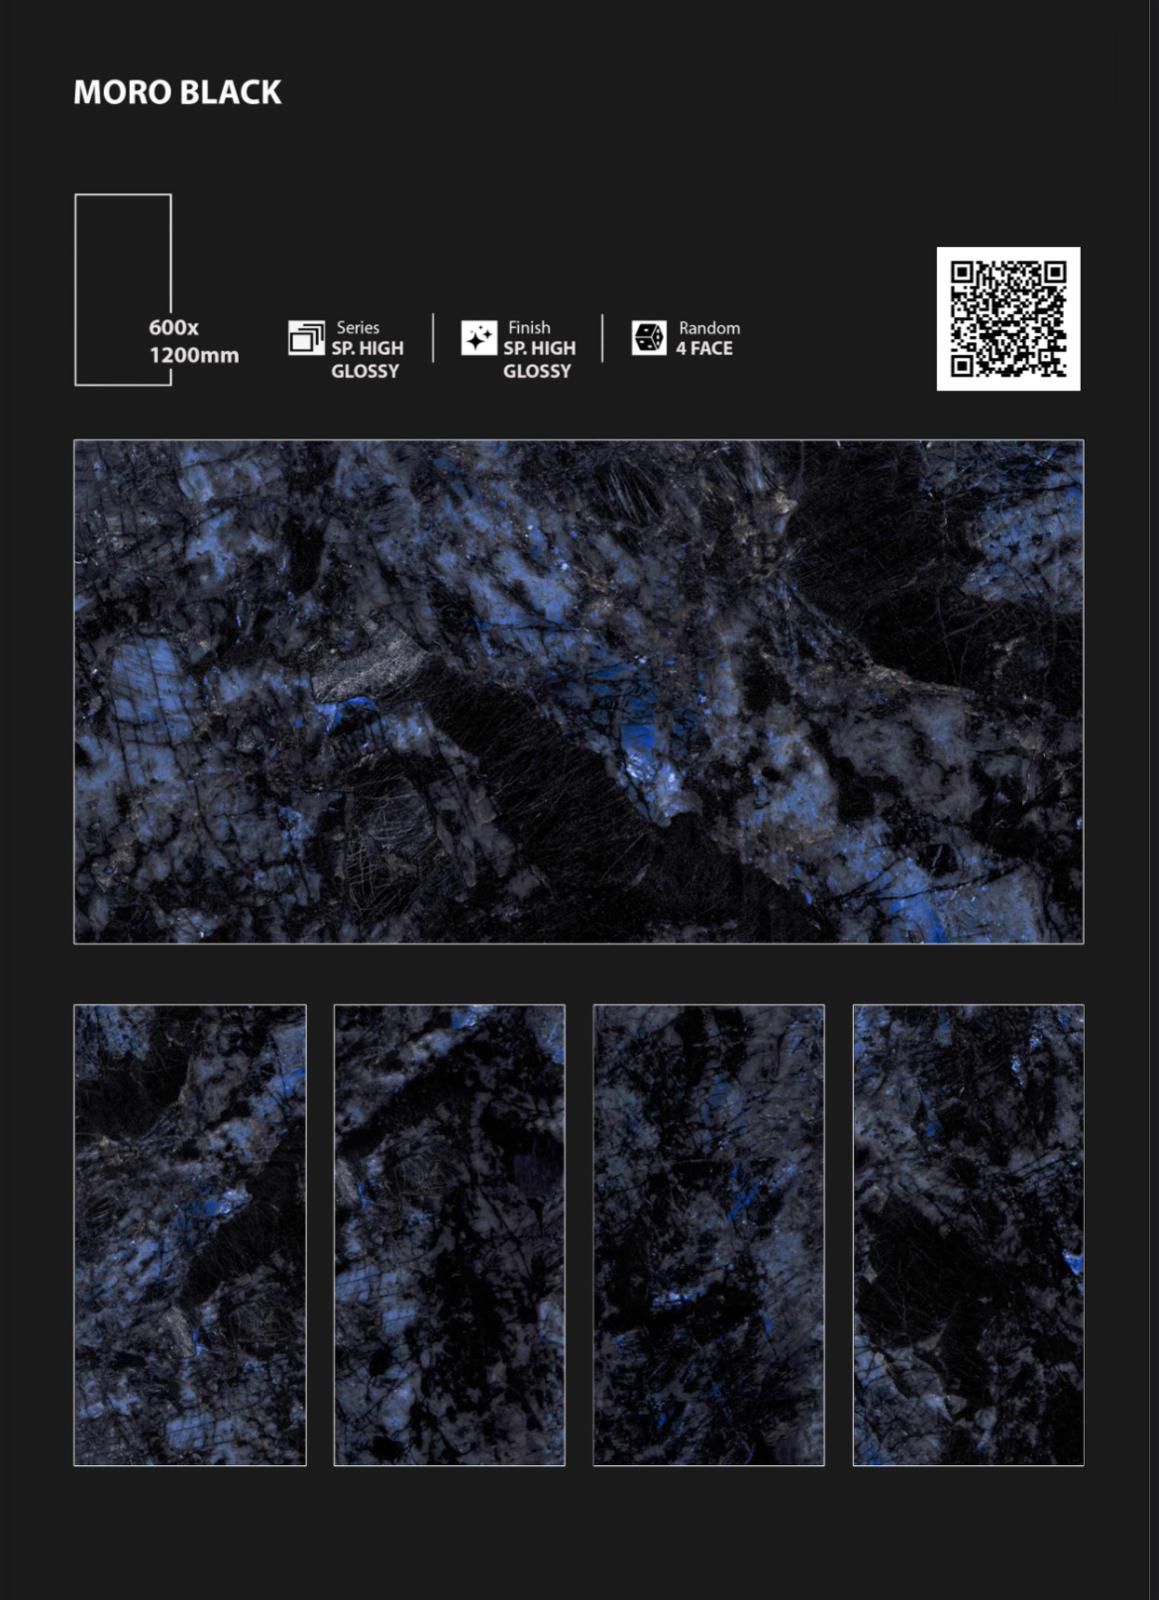 MORO BLACK
600x
1200mm
Series
SP. HIGH
GLOSSY
Finish
SP. HIGH
GLOSSY
Random
4 FACE